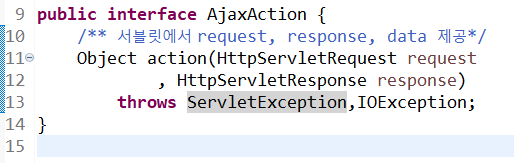 9 public interface AjaxAction {
10 /** 서블릿에서 request, response, data 제공*/
11 Object action(HttpServletRequest request
12 , HttpServletResponse response)
13 throws ServletException,IOException;
14 }
15